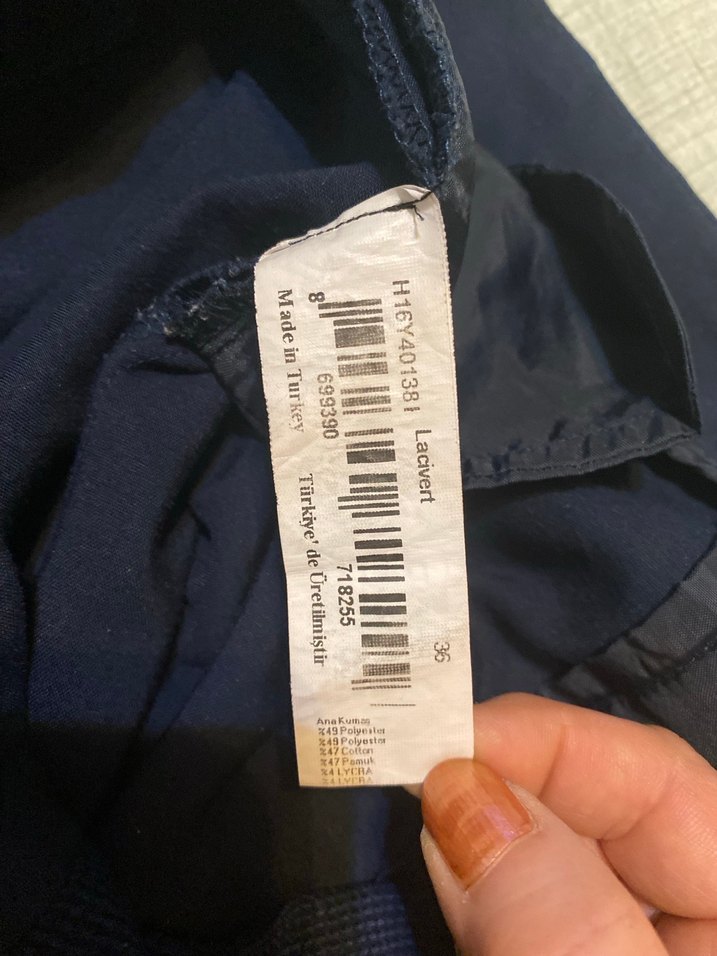 H16Y401381 Lacivert 36
8 699390 718255
Made in Turkey Türkiye' de Üretilmiştir
Ana Kumaş
%49 Polyester
%49 Polyester
%47 Cotton
%47 Pamuk
%4 LYCRA
%4 LYCRA